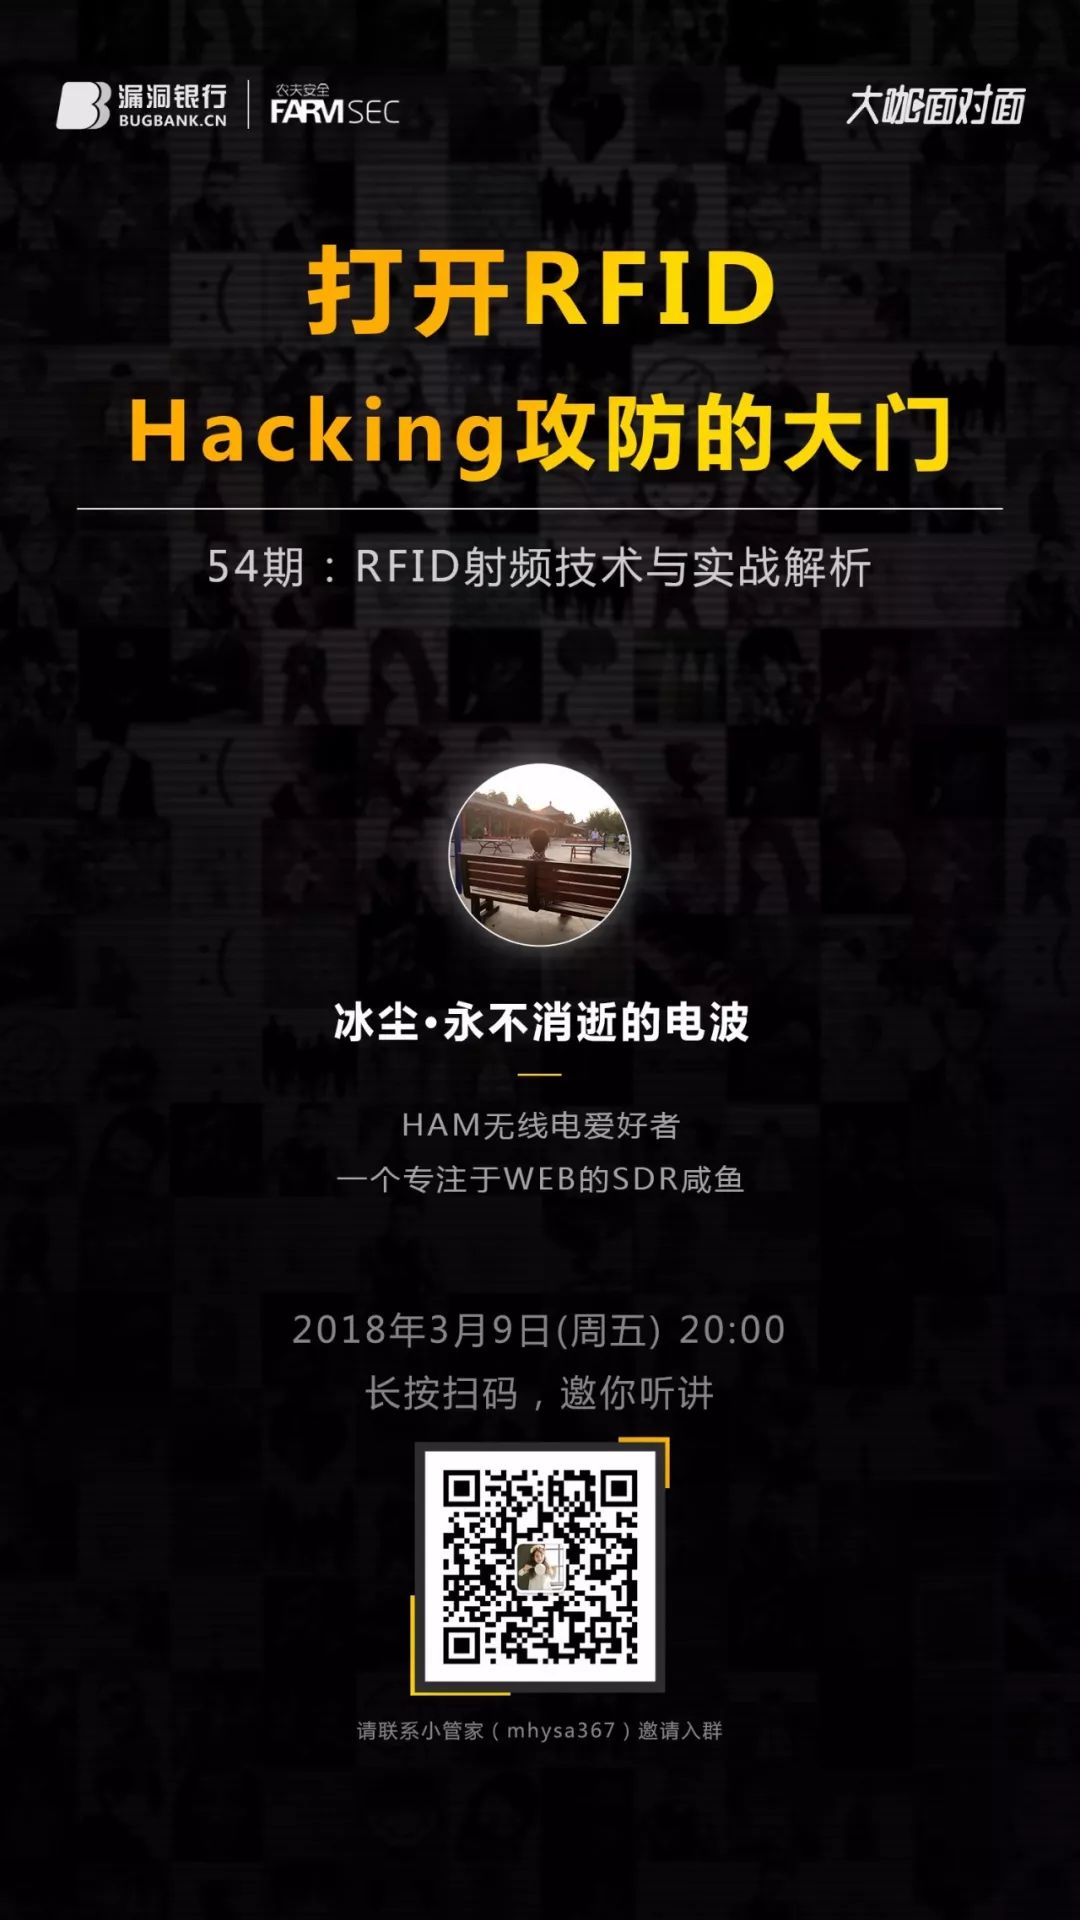 漏洞银行
BUGBANK.CN
农夫安全
FARMSEC
大咖面对面
打开RFID
Hacking攻防的大门
54期：RFID射频技术与实战解析
冰尘·永不消逝的电波
HAM无线电爱好者
一个专注于WEB的SDR咸鱼
2018年3月9日(周五) 20:00
长按扫码，邀你听讲
请联系小管家（mhysa367）邀请入群